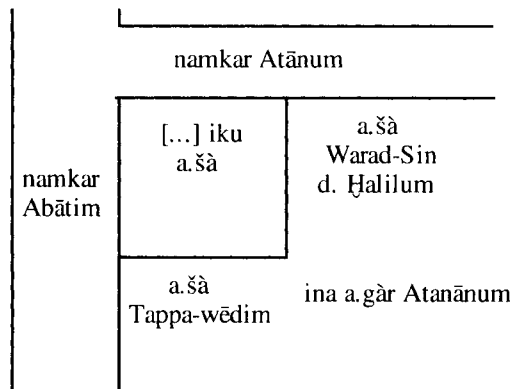 namkar Atānum
[...] iku
a.šà
a.šà
Warad-Sin
d. Ḫalilum
namkar
Abātim
a.šà
Tappa-wēdim
ina a.gàr Atanānum